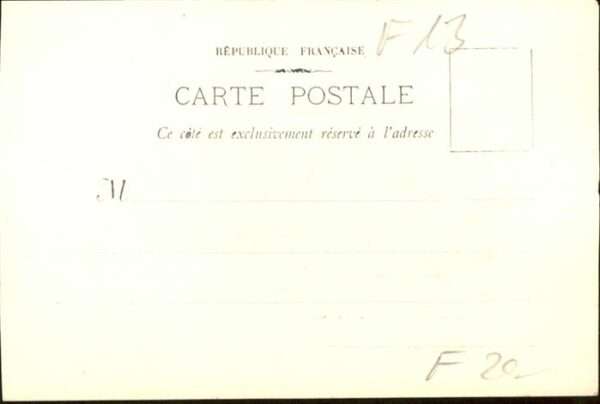 F 13
RÉPUBLIQUE FRANÇAISE
CARTE POSTALE
Ce côté est exclusivement réservé à l'adresse
M
F 20-